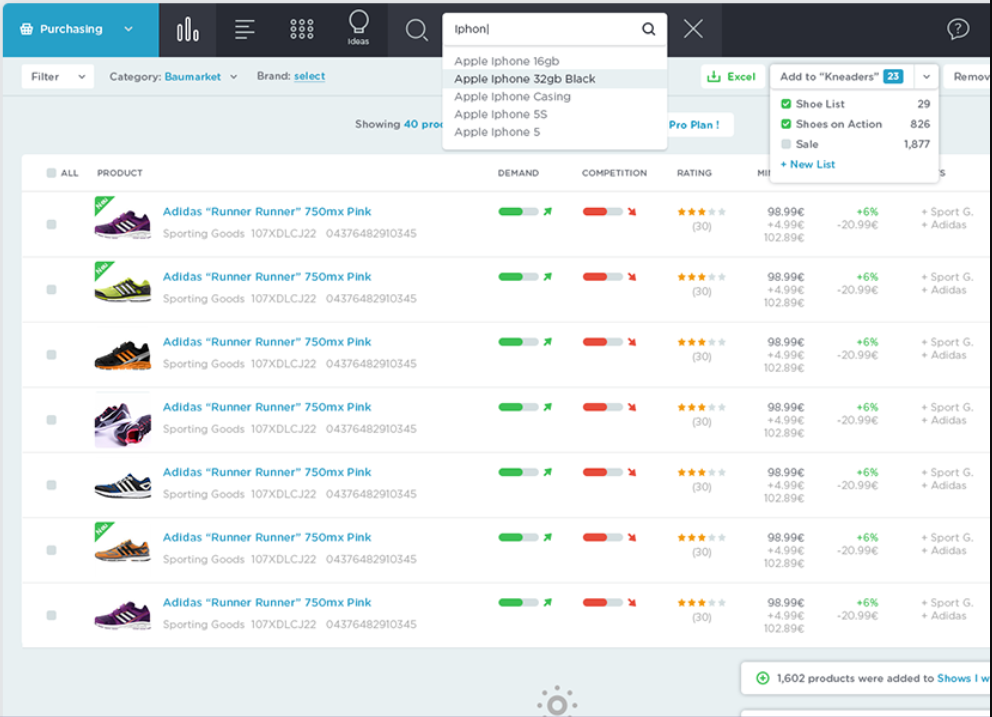 Purchasing
Ideas
Iphon
Apple Iphone 16gb
Apple Iphone 32gb Black
Apple Iphone Casing
Apple Iphone 5S
Apple Iphone 5
Filter
Category: Baumarket
Brand: select
Excel
Add to "Kneaders" 23
Remov
Shoe List 29
Shoes on Action 826
Sale 1,877
+ New List
Showing 40 proc
Pro Plan !
ALL PRODUCT DEMAND COMPETITION RATING
Neu
Adidas “Runner Runner” 750mx Pink
Sporting Goods 107XDLCJ22 04376482910345
(30)
98.99€ +6% + Sport G.
+4.99€ -20.99€ + Adidas
102.89€
Neu
Adidas “Runner Runner” 750mx Pink
Sporting Goods 107XDLCJ22 04376482910345
(30)
98.99€ +6% + Sport G.
+4.99€ -20.99€ + Adidas
102.89€
Adidas “Runner Runner” 750mx Pink
Sporting Goods 107XDLCJ22 04376482910345
(30)
98.99€ +6% + Sport G.
+4.99€ -20.99€ + Adidas
102.89€
Adidas “Runner Runner” 750mx Pink
Sporting Goods 107XDLCJ22 04376482910345
(30)
98.99€ +6% + Sport G.
+4.99€ -20.99€ + Adidas
102.89€
Adidas “Runner Runner” 750mx Pink
Sporting Goods 107XDLCJ22 04376482910345
(30)
98.99€ +6% + Sport G.
+4.99€ -20.99€ + Adidas
102.89€
Neu
Adidas “Runner Runner” 750mx Pink
Sporting Goods 107XDLCJ22 04376482910345
(30)
98.99€ +6% + Sport G.
+4.99€ -20.99€ + Adidas
102.89€
Adidas “Runner Runner” 750mx Pink
Sporting Goods 107XDLCJ22 04376482910345
(30)
98.99€ +6% + Sport G.
+4.99€ -20.99€ + Adidas
102.89€
1,602 products were added to Shows I w